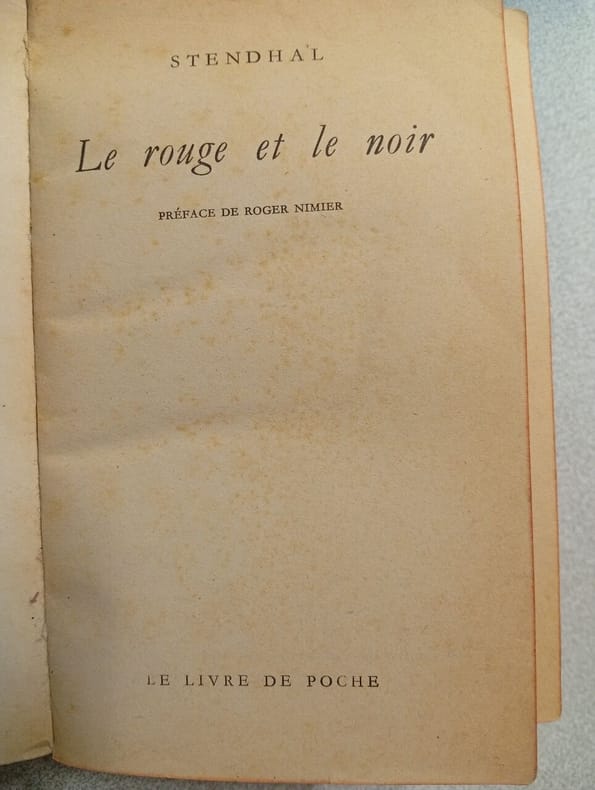 STENDHAL
Le rouge et le noir
PRÉFACE DE ROGER NIMIER
LE LIVRE DE POCHE